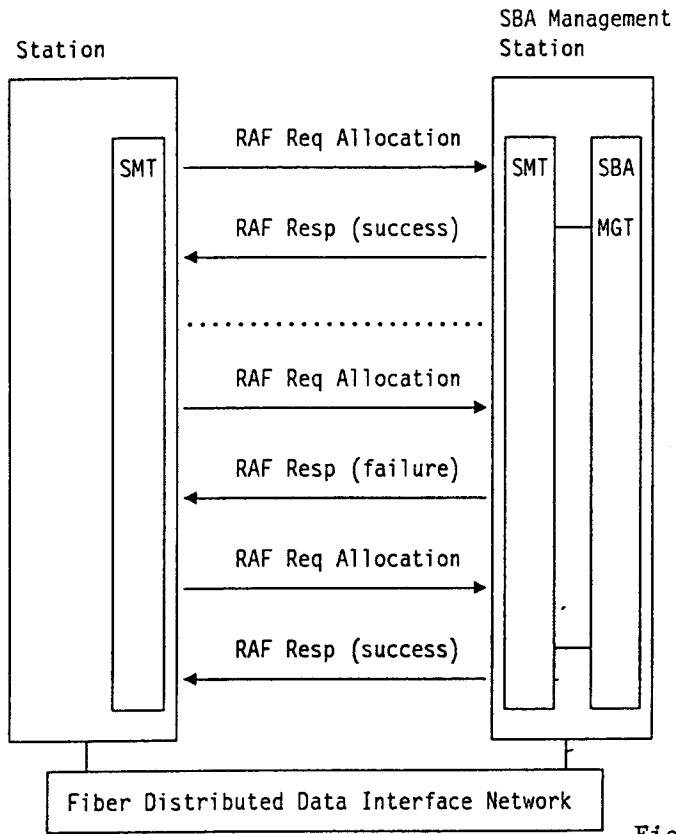 Station
SBA Management
Station
RAF Req Allocation
SMT
SMT
SBA
RAF Resp (success)
MGT
RAF Req Allocation
RAF Resp (failure)
RAF Req Allocation
RAF Resp (success)
Fiber Distributed Data Interface Network